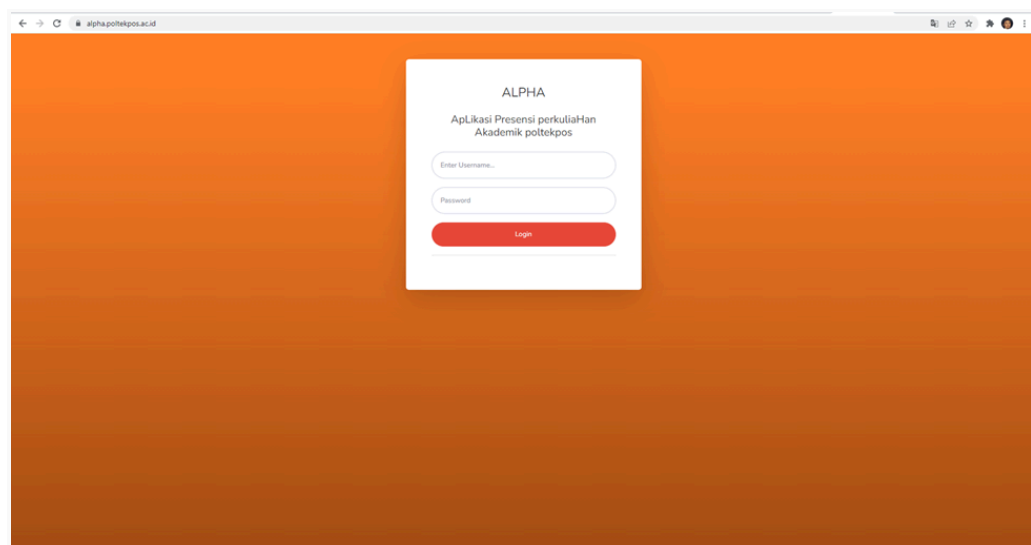 alpha.poltekpos.ac.id
ALPHA
ApLikasi Presensi perkuliaHan
Akademik poltekpos
Enter Username...
Password
Login